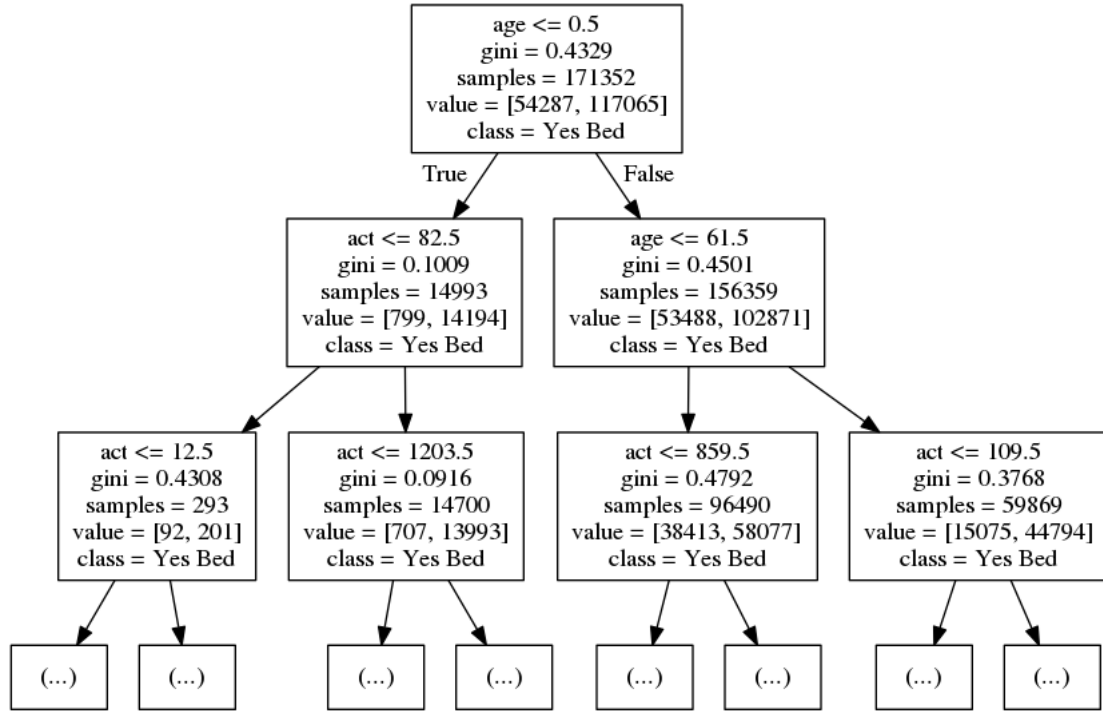 age <= 0.5
gini = 0.4329
samples = 171352
value = [54287, 117065]
class = Yes Bed
True
False
act <= 82.5
gini = 0.1009
samples = 14993
value = [799, 14194]
class = Yes Bed
age <= 61.5
gini = 0.4501
samples = 156359
value = [53488, 102871]
class = Yes Bed
act <= 12.5
gini = 0.4308
samples = 293
value = [92, 201]
class = Yes Bed
act <= 1203.5
gini = 0.0916
samples = 14700
value = [707, 13993]
class = Yes Bed
act <= 859.5
gini = 0.4792
samples = 96490
value = [38413, 58077]
class = Yes Bed
act <= 109.5
gini = 0.3768
samples = 59869
value = [15075, 44794]
class = Yes Bed
(...)
(...)
(...)
(...)
(...)
(...)
(...)
(...)